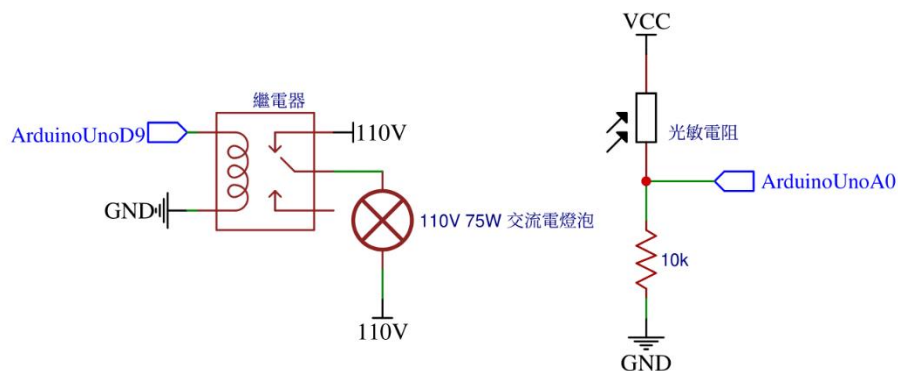 VCC
繼電器
ArduinoUnoD9
110V
光敏電阻
ArduinoUnoA0
GND
110V 75W 交流電燈泡
10k
110V
GND